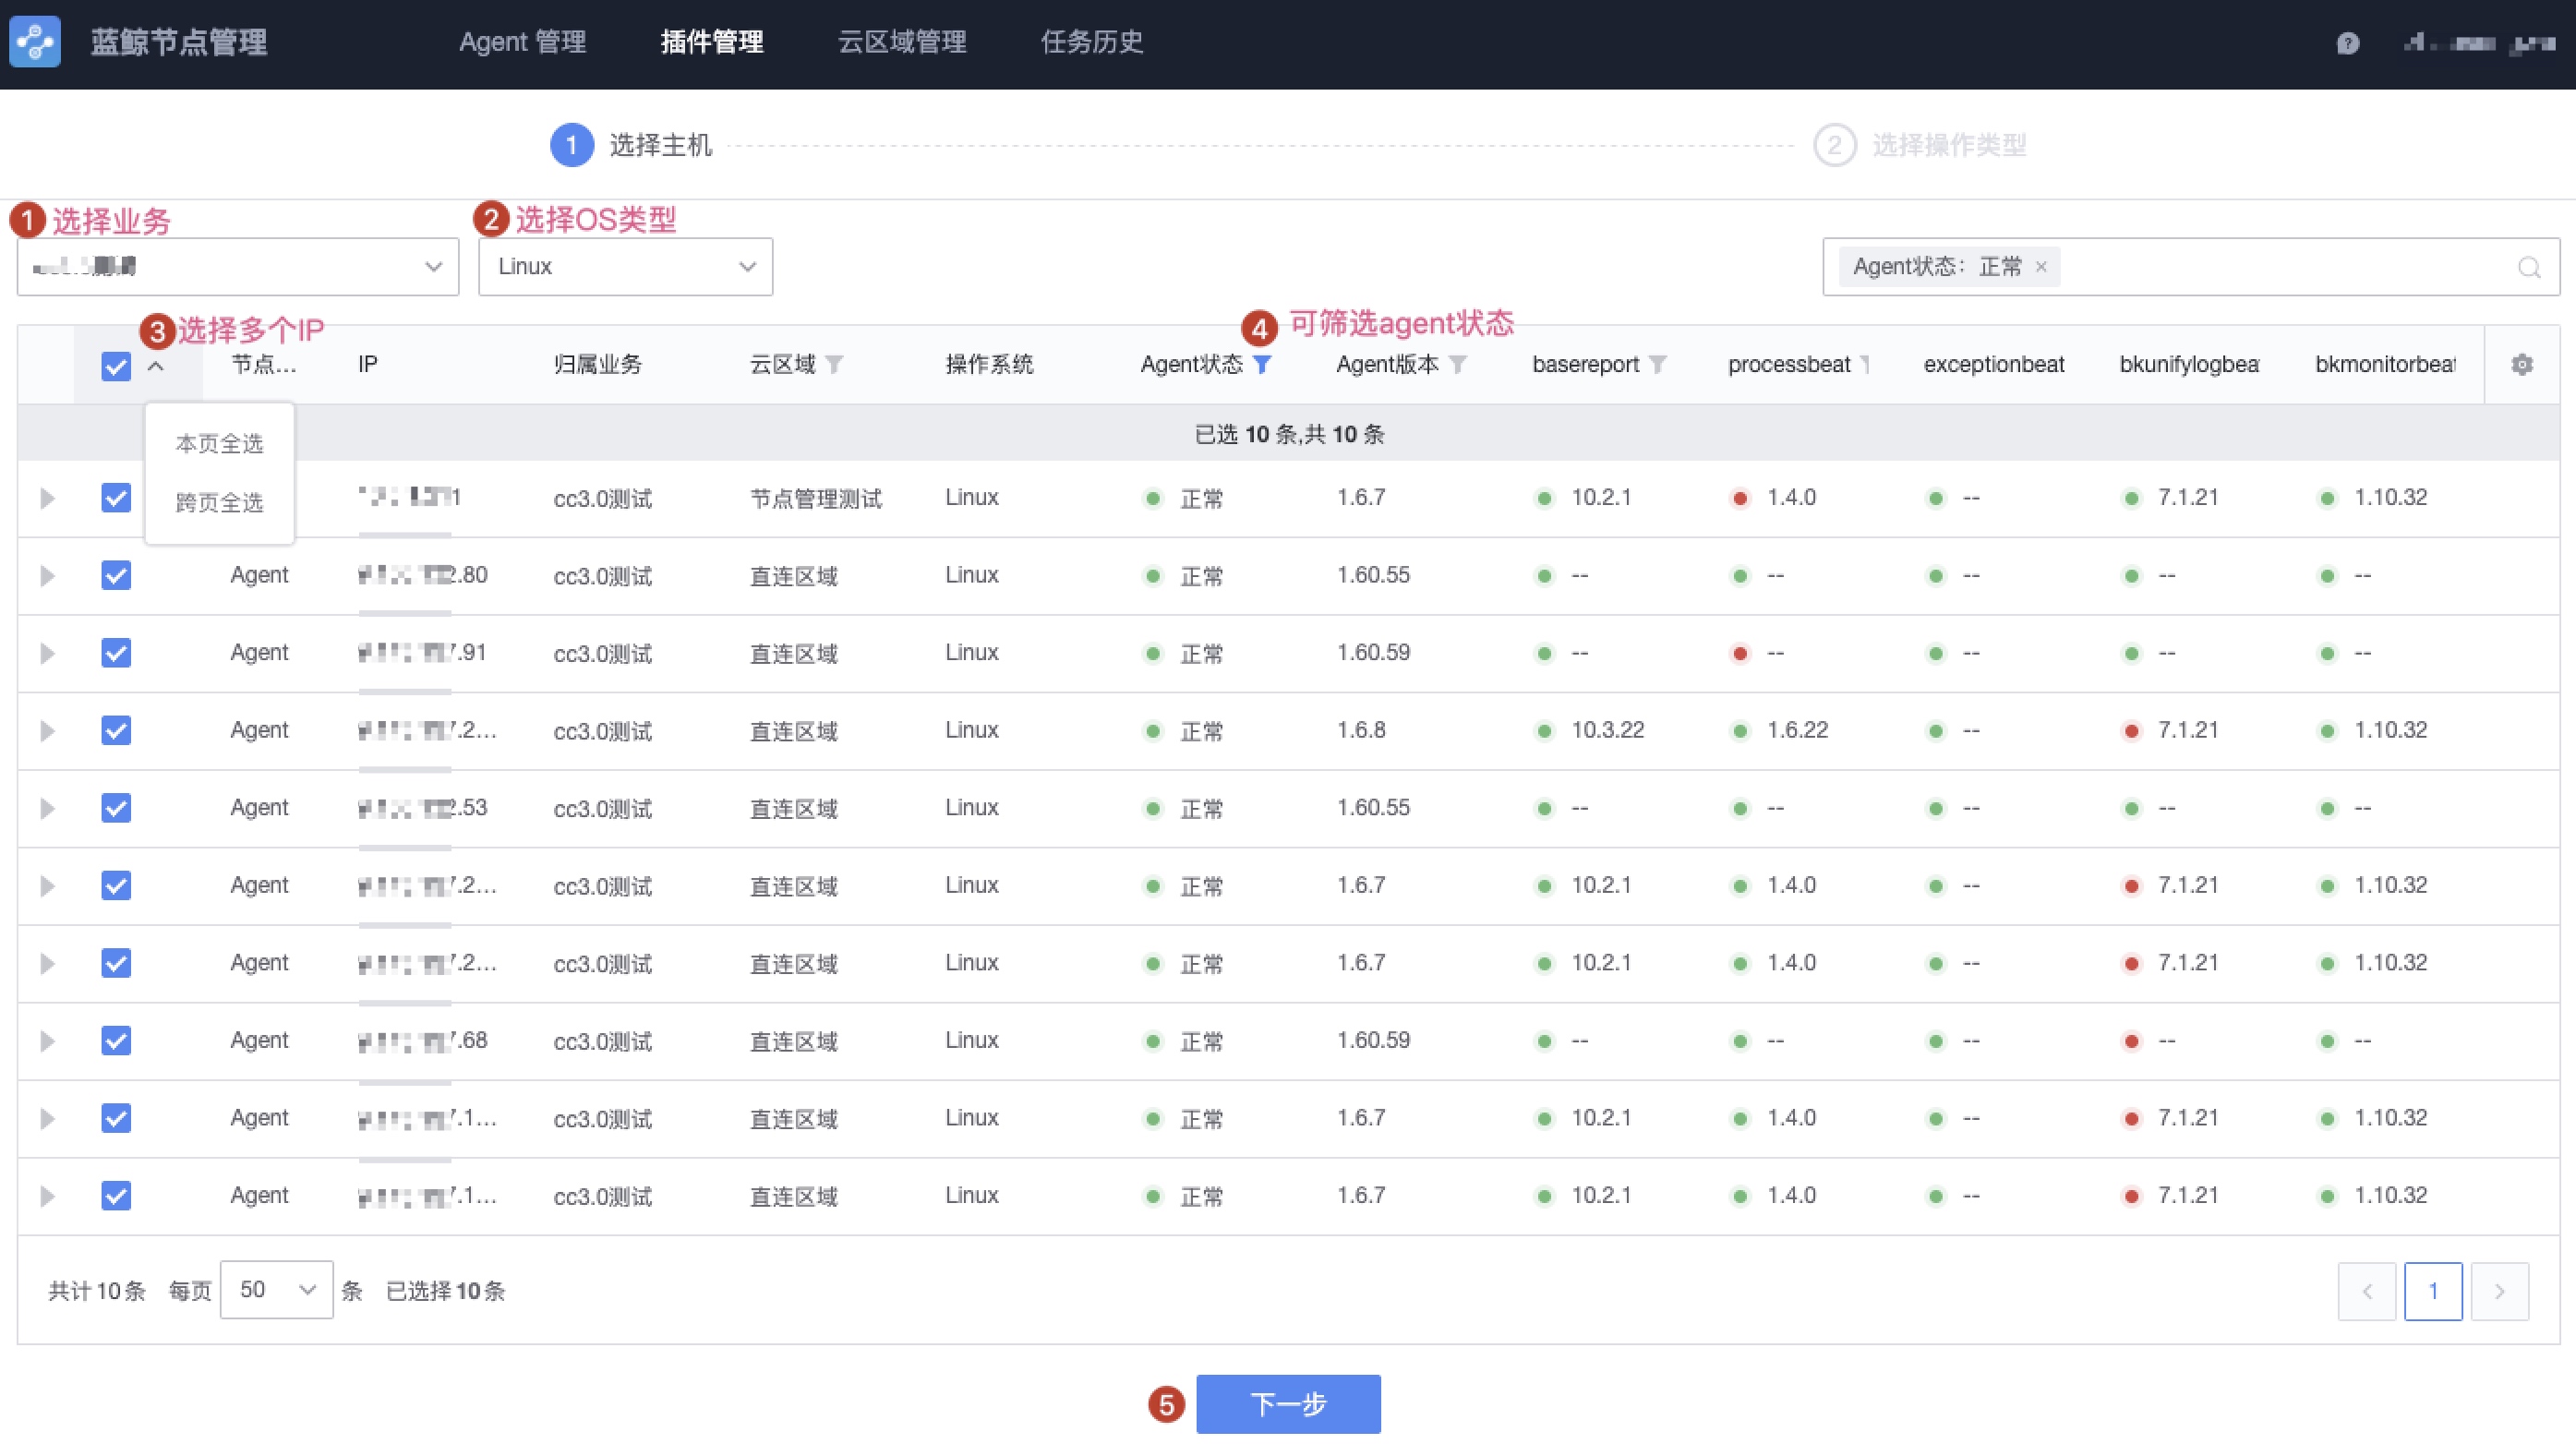 蓝鲸节点管理 Agent 管理 插件管理 云区域管理 任务历史
1 选择主机 2 选择操作类型
1 选择业务 2 选择OS类型
Linux Agent状态: 正常 ×
3 选择多个IP 4 可筛选agent状态
节点... IP 归属业务 云区域 操作系统 Agent状态 Agent版本 basereport processbeat exceptionbeat bkunifylogbeat bkmonitorbeat
已选 10 条,共 10 条
本页全选
跨页全选
1 cc3.0测试 节点管理测试 Linux 正常 1.6.7 10.2.1 1.4.0 -- 7.1.21 1.10.32
Agent .80 cc3.0测试 直连区域 Linux 正常 1.60.55 -- -- -- -- --
Agent .91 cc3.0测试 直连区域 Linux 正常 1.60.59 -- -- -- -- --
Agent .2... cc3.0测试 直连区域 Linux 正常 1.6.8 10.3.22 1.6.22 -- 7.1.21 1.10.32
Agent .53 cc3.0测试 直连区域 Linux 正常 1.60.55 -- -- -- -- --
Agent .2... cc3.0测试 直连区域 Linux 正常 1.6.7 10.2.1 1.4.0 -- 7.1.21 1.10.32
Agent .2... cc3.0测试 直连区域 Linux 正常 1.6.7 10.2.1 1.4.0 -- 7.1.21 1.10.32
Agent .68 cc3.0测试 直连区域 Linux 正常 1.60.59 -- -- -- -- --
Agent .1... cc3.0测试 直连区域 Linux 正常 1.6.7 10.2.1 1.4.0 -- 7.1.21 1.10.32
Agent .1... cc3.0测试 直连区域 Linux 正常 1.6.7 10.2.1 1.4.0 -- 7.1.21 1.10.32
共计 10 条 每页 50 条 已选择 10 条 1
5 下一步